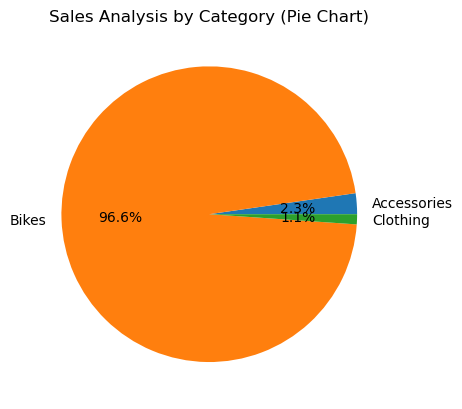 Sales Analysis by Category (Pie Chart)
Accessories
2.3%
Bikes
96.6%
1.1%
Clothing